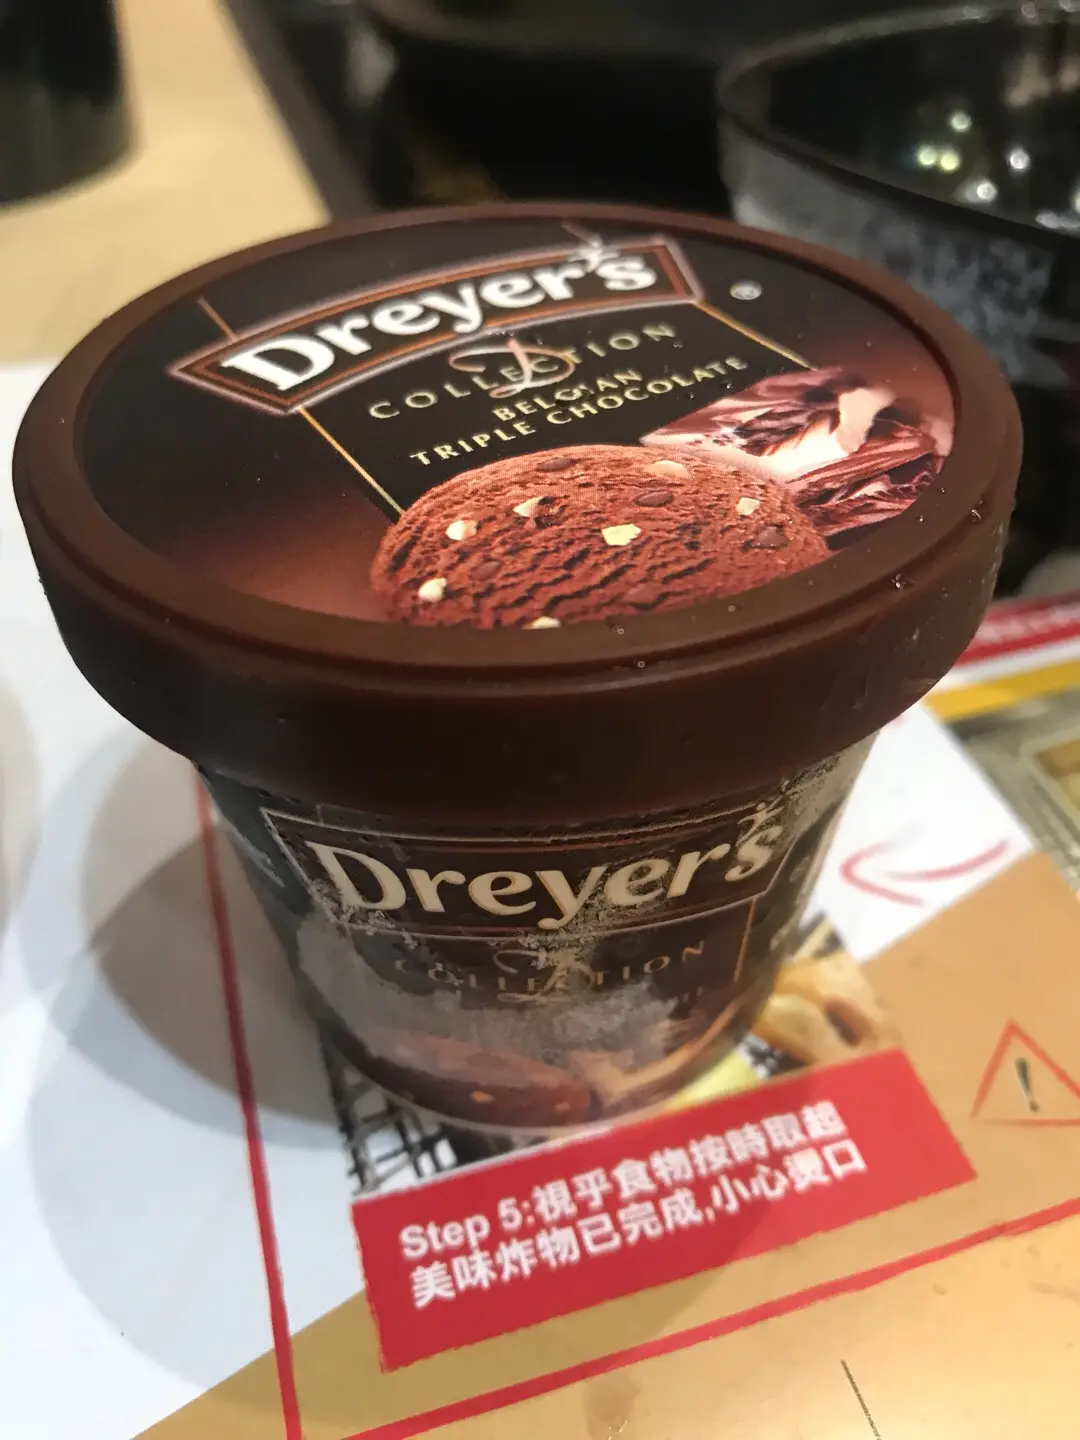 Dreyer's
®
COLLECTION
BELGIAN
TRIPLE CHOCOLATE
Dreyer's
COLLECTION
Step 5:視乎食物按時取起
美味炸物已完成,小心燙口